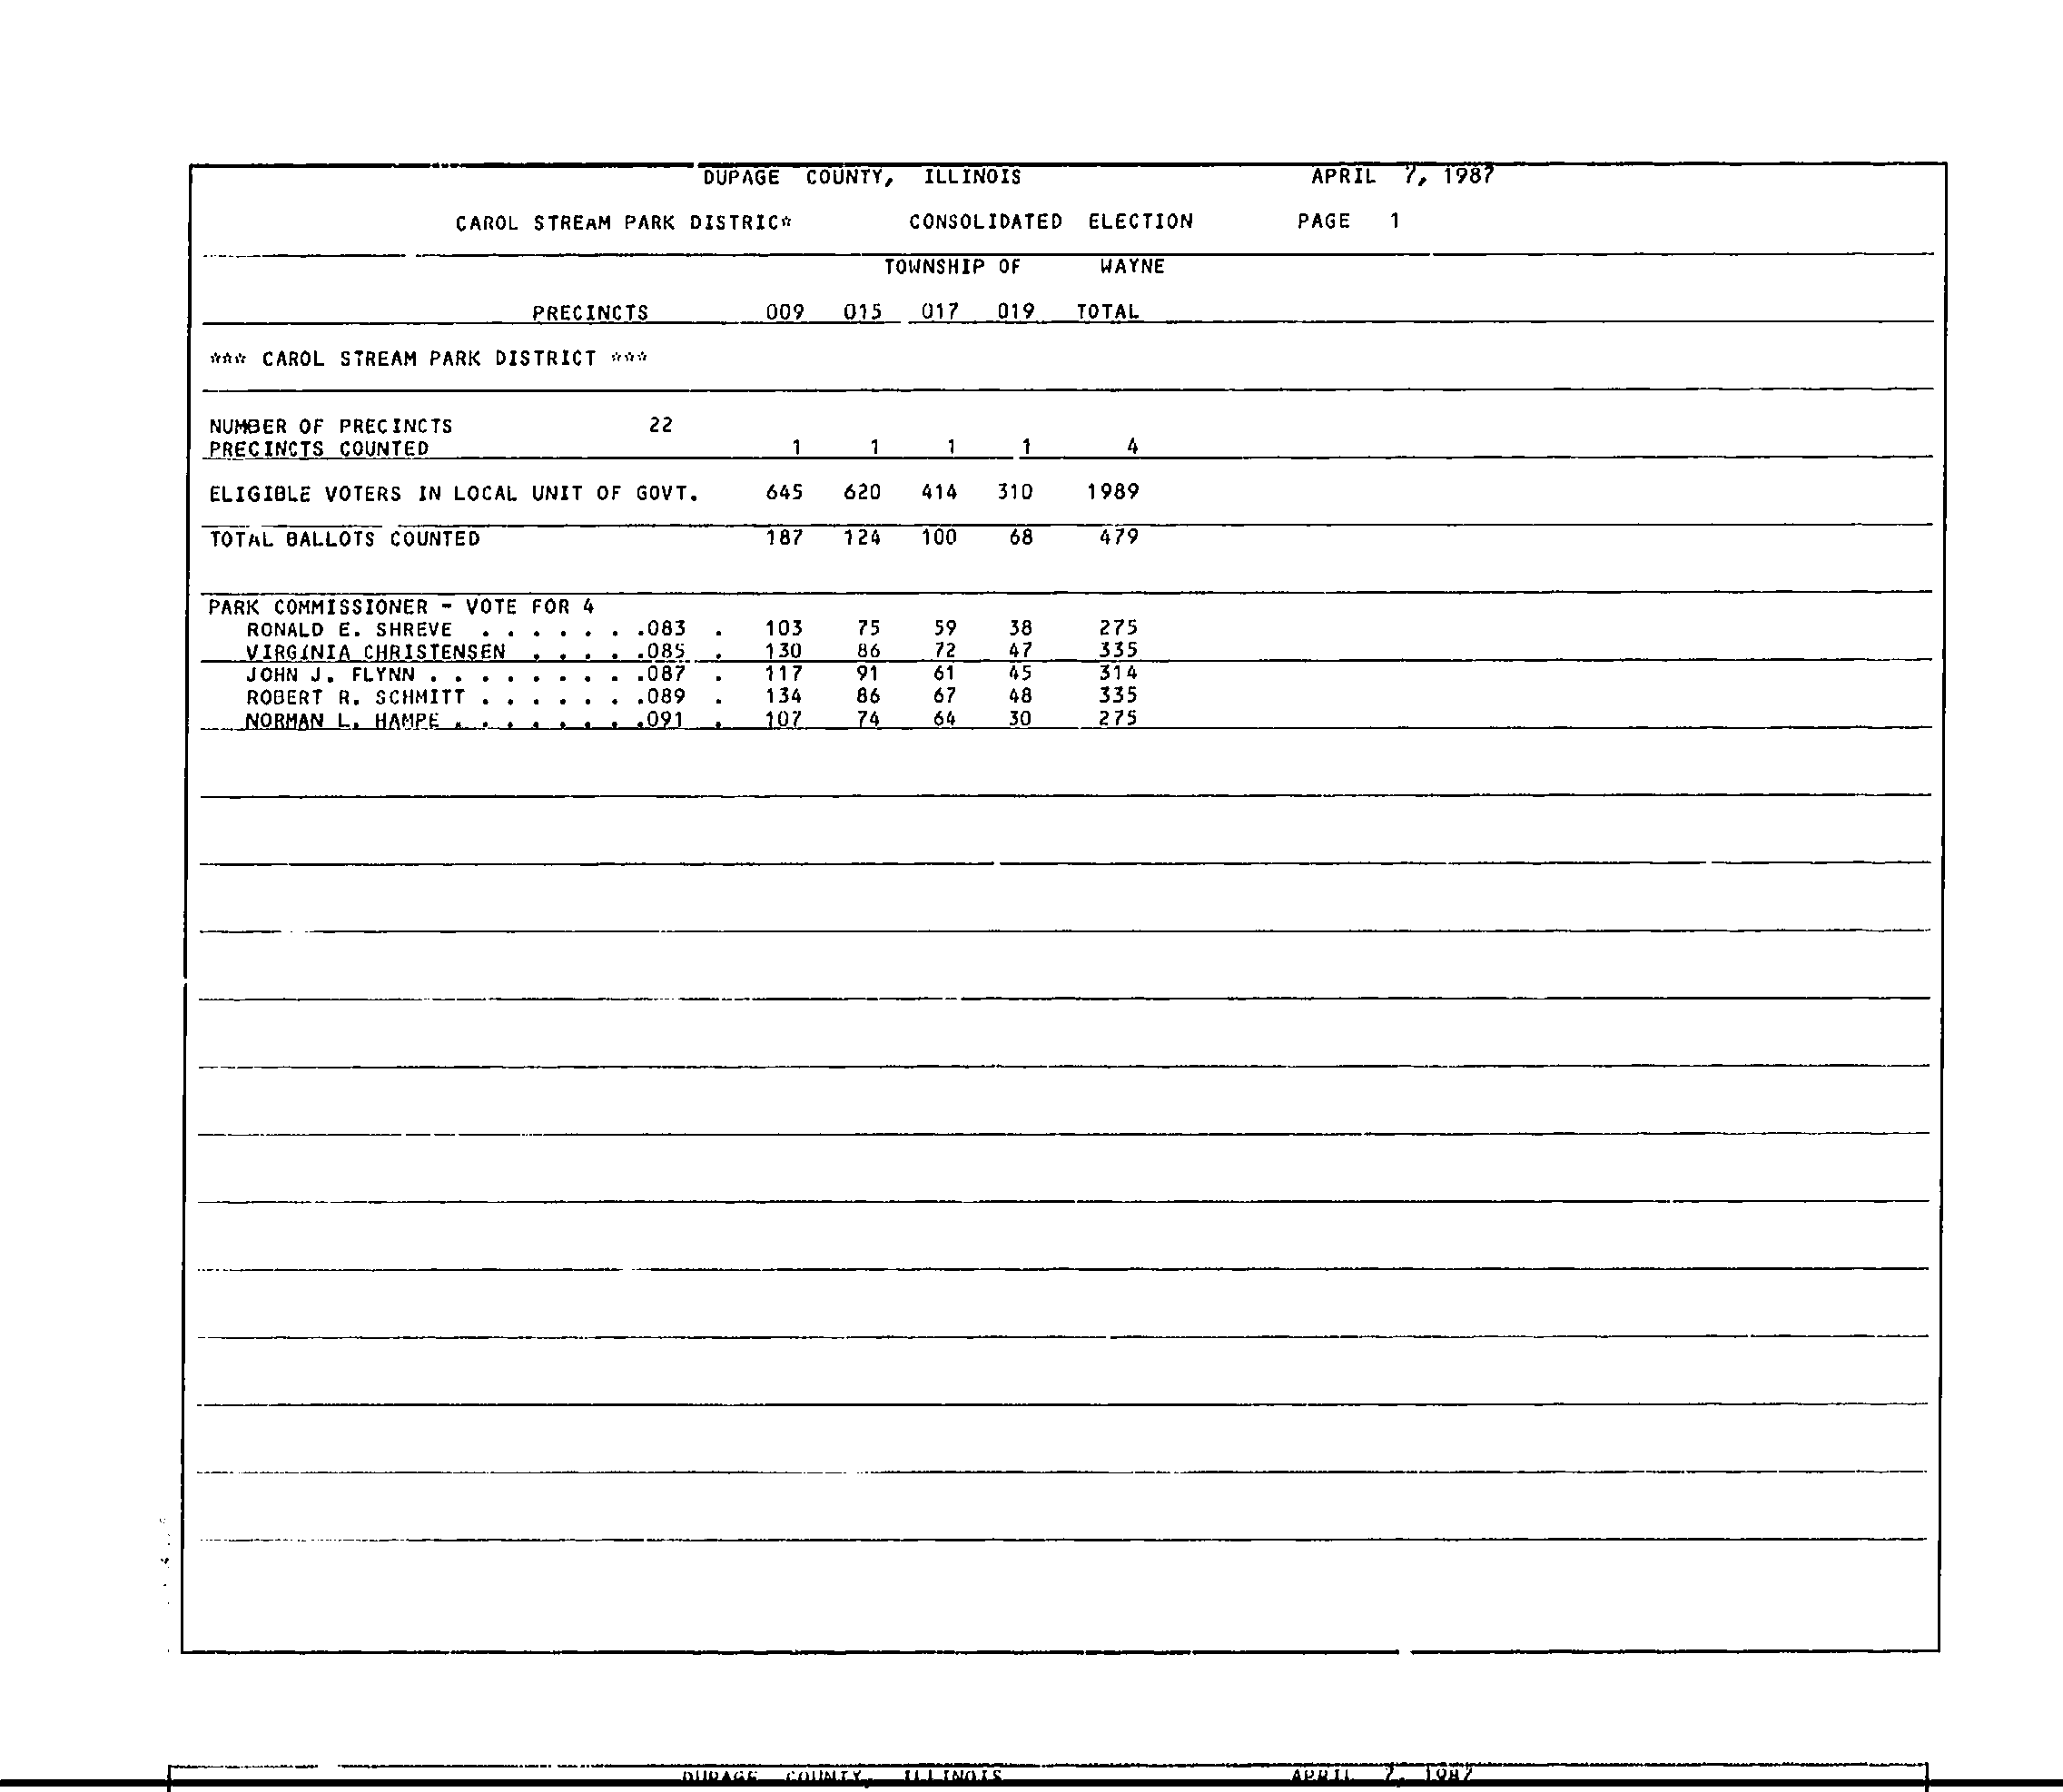 DUPAGE COUNTY, ILLINOIS APRIL 7, 1987
CAROL STREAM PARK DISTRIC* CONSOLIDATED ELECTION PAGE 1
TOWNSHIP OF WAYNE
PRECINCTS 009 015 017 019 TOTAL
*** CAROL STREAM PARK DISTRICT ***
NUMBER OF PRECINCTS 22
PRECINCTS COUNTED 1 1 1 1 4
ELIGIBLE VOTERS IN LOCAL UNIT OF GOVT. 645 620 414 310 1989
TOTAL BALLOTS COUNTED 187 124 100 68 479
PARK COMMISSIONER - VOTE FOR 4
RONALD E. SHREVE . . . . . . .083 . 103 75 59 38 275
VIRGINIA CHRISTENSEN . . . . .085 . 130 86 72 47 335
JOHN J. FLYNN . . . . . . . . .087 . 117 91 61 45 314
ROBERT R. SCHMITT . . . . . . .089 . 134 86 67 48 335
NORMAN L. HAMPE . . . . . . . .091 . 107 74 64 30 275
DUPAGE COUNTY, ILLINOIS APRIL 7, 1987